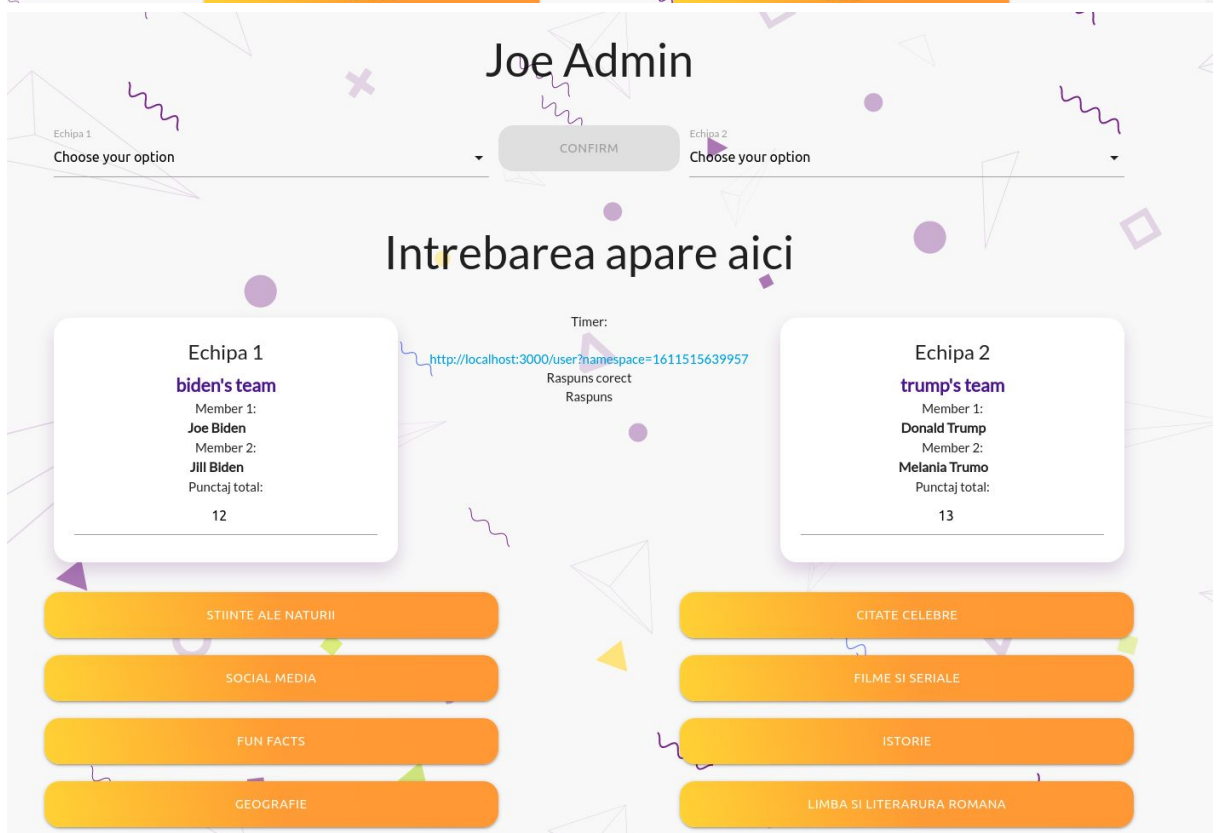 Joe Admin
Echipa 1
Choose your option
CONFIRM
Echipa 2
Choose your option
Intrebarea apare aici
Timer:
http://localhost:3000/user?namespace=1611515639957
Raspuns corect
Raspuns
Echipa 1
biden's team
Member 1:
Joe Biden
Member 2:
Jill Biden
Punctaj total:
12
Echipa 2
trump's team
Member 1:
Donald Trump
Member 2:
Melania Trumo
Punctaj total:
13
STIINTE ALE NATURII
CITATE CELEBRE
SOCIAL MEDIA
FILME SI SERIALE
FUN FACTS
ISTORIE
GEOGRAFIE
LIMBA SI LITERARURA ROMANA